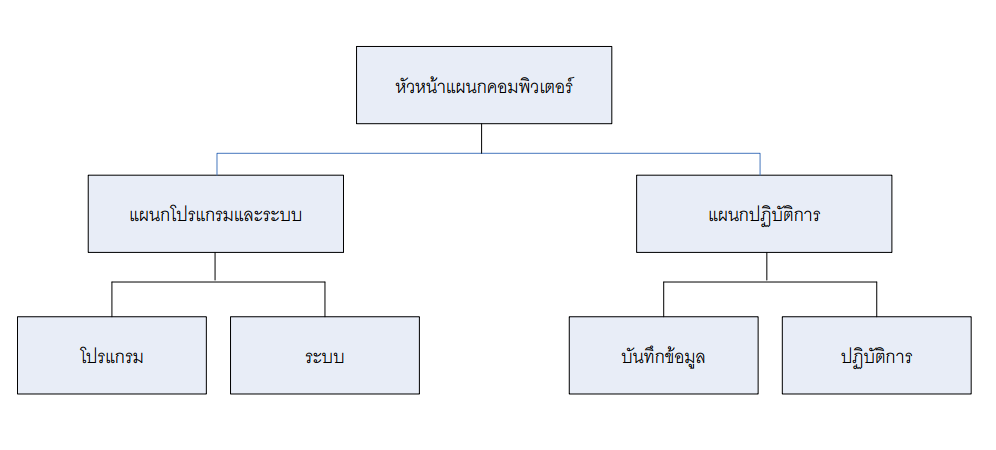 หัวหน้าแผนกคอมพิวเตอร์
แผนกโปรแกรมและระบบ
แผนกปฏิบัติการ
โปรแกรม
ระบบ
บันทึกข้อมูล
ปฏิบัติการ